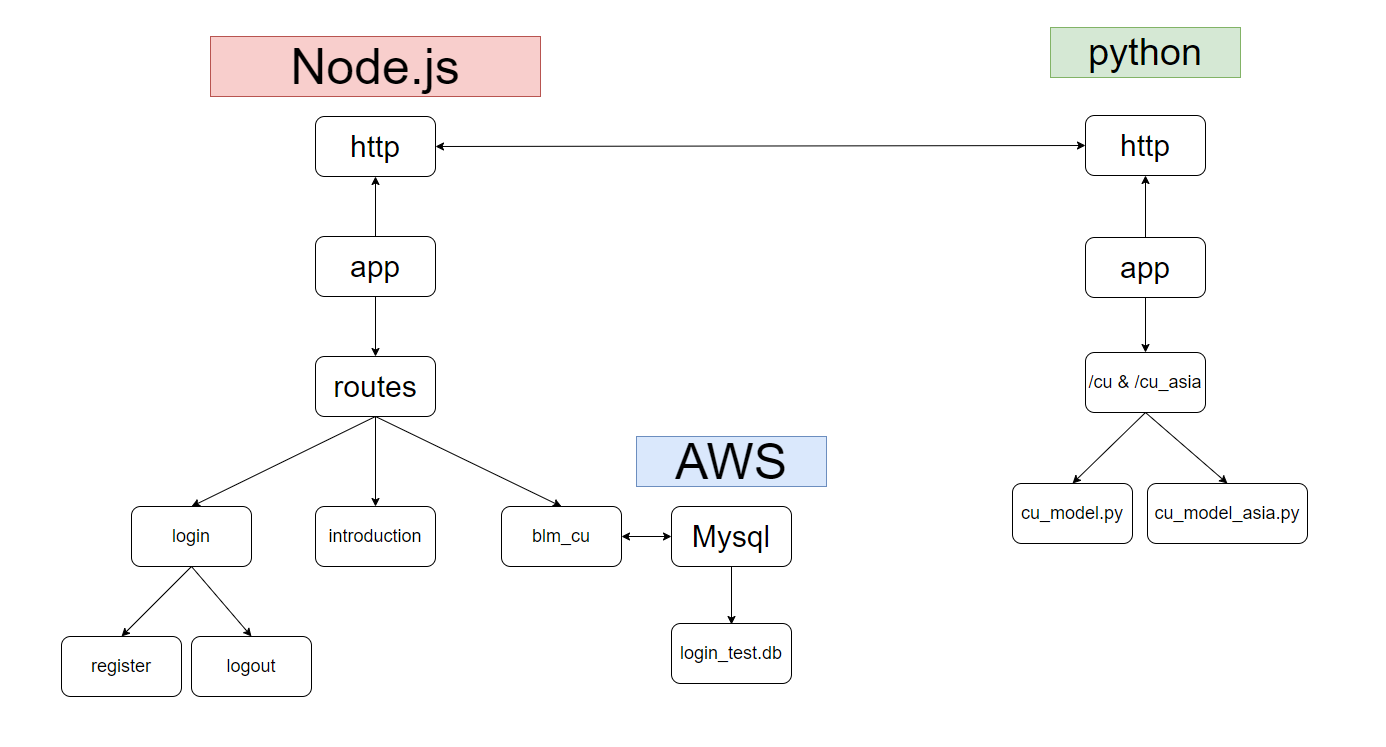 Node.js
python
http
http
app
app
routes
/cu & /cu_asia
AWS
login
introduction
blm_cu
Mysql
cu_model.py
cu_model_asia.py
register
logout
login_test.db